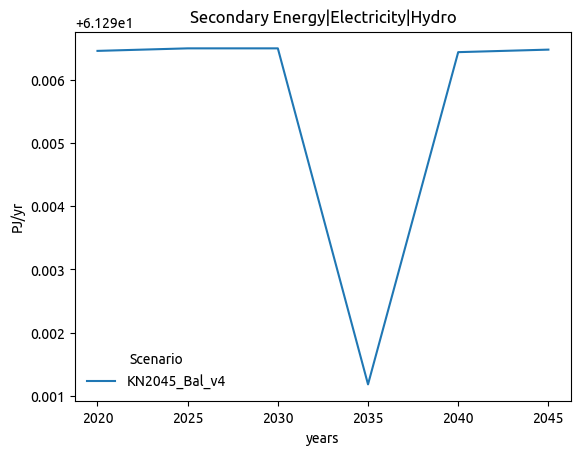 Secondary Energy|Electricity|Hydro
+6.129e1
0.006
0.005
0.004
0.003
0.002
0.001
PJ/yr
Scenario
KN2045_Bal_v4
2020 2025 2030 2035 2040 2045
years